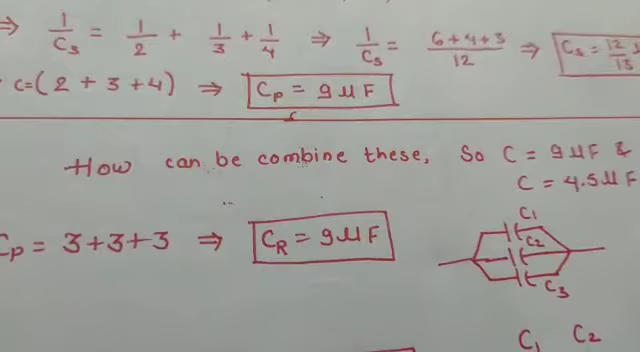 ⇒ 1/Cs = 1/2 + 1/3 + 1/4 ⇒ 1/Cs = 6+4+3/12 ⇒ Cs = 12/13
C=(2+3+4) ⇒ Cp = 9 μF
How can be combine these, So C = 9 μF &
C = 4.5 μF
Cp = 3+3+3 ⇒ CR = 9 μF
C1
C2
C3
C1 C2